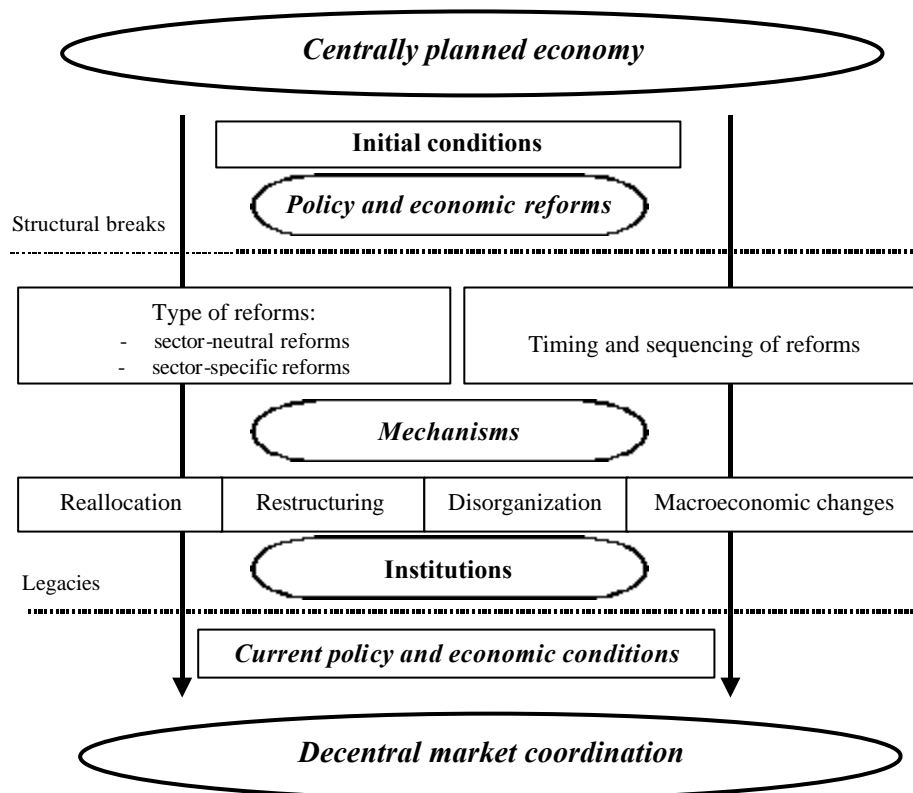 Centrally planned economy
Initial conditions
Policy and economic reforms
Structural breaks
Type of reforms:
- sector-neutral reforms
- sector-specific reforms
Timing and sequencing of reforms
Mechanisms
Reallocation
Restructuring
Disorganization
Macroeconomic changes
Institutions
Legacies
Current policy and economic conditions
Decentral market coordination